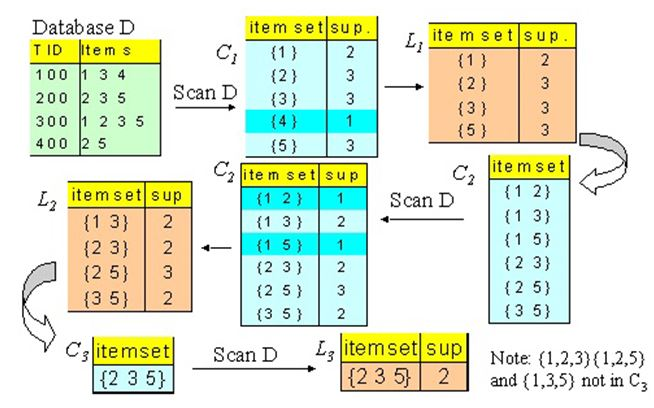 Database D
TID Items
100 1 3 4
200 2 3 5
300 1 2 3 5
400 2 5
Scan D
C1
itemset sup.
{1} 2
{2} 3
{3} 3
{4} 1
{5} 3
L1
itemset sup.
{1} 2
{2} 3
{3} 3
{5} 3
C2
itemset
{1 2}
{1 3}
{1 5}
{2 3}
{2 5}
{3 5}
Scan D
C2
itemset sup
{1 2} 1
{1 3} 2
{1 5} 1
{2 3} 2
{2 5} 3
{3 5} 2
L2
itemset sup
{1 3} 2
{2 3} 2
{2 5} 3
{3 5} 2
C3
itemset
{2 3 5}
Scan D
L3
itemset sup
{2 3 5} 2
Note: {1,2,3}{1,2,5}
and {1,3,5} not in C3